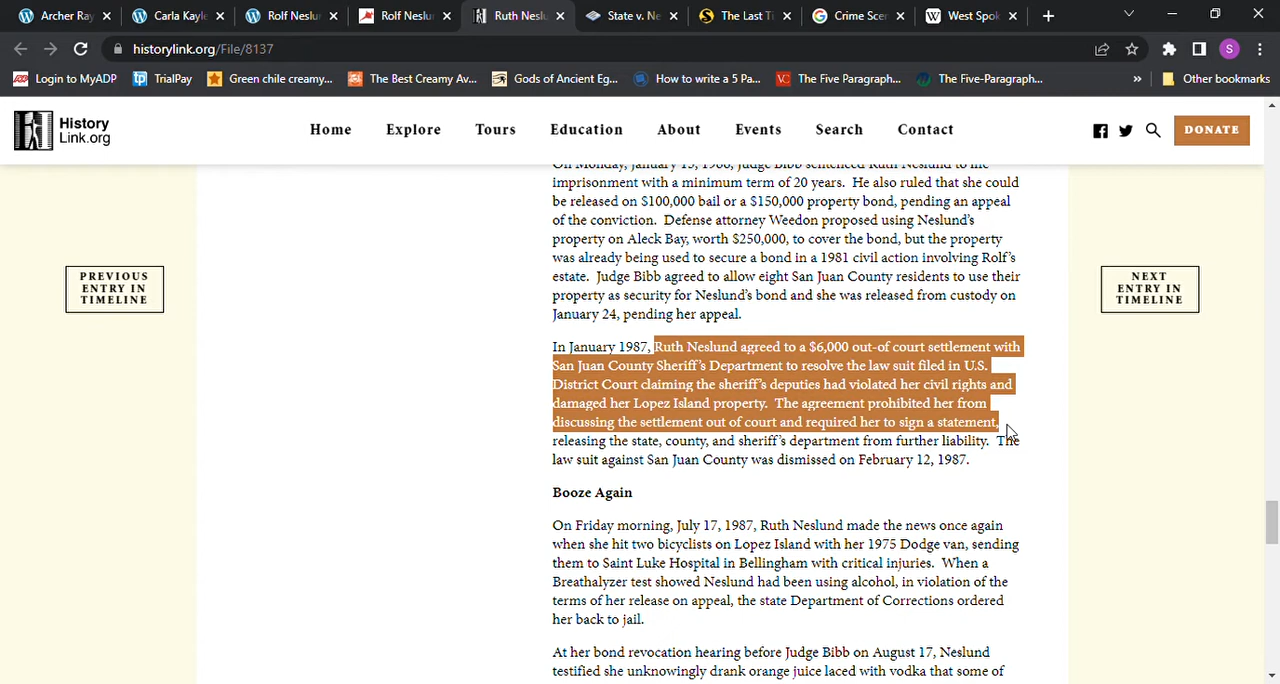 Archer Ray
Carla Kayle
Rolf Neslur
Rolf Neslu
Ruth Neslu
State v. Ne
The Last Ti
Crime Scer
West Spok
historylink.org/File/8137
S
Login to MyADP
TrialPay
Green chile creamy...
The Best Creamy Av...
Gods of Ancient Eg...
How to write a 5 Pa...
The Five Paragraph...
The Five-Paragraph...
»
Other bookmarks
History
Link.org
Home
Explore
Tours
Education
About
Events
Search
Contact
DONATE
On Monday, January 13, 1986, Judge Bibb sentenced Ruth Neslund to life
imprisonment with a minimum term of 20 years. He also ruled that she could
be released on $100,000 bail or a $150,000 property bond, pending an appeal
of the conviction. Defense attorney Weedon proposed using Neslund's
property on Aleck Bay, worth $250,000, to cover the bond, but the property
was already being used to secure a bond in a 1981 civil action involving Rolf's
estate. Judge Bibb agreed to allow eight San Juan County residents to use their
property as security for Neslund's bond and she was released from custody on
January 24, pending her appeal.
PREVIOUS
ENTRY IN
TIMELINE
NEXT
ENTRY IN
TIMELINE
In January 1987, Ruth Neslund agreed to a $6,000 out-of court settlement with
San Juan County Sheriff's Department to resolve the law suit filed in U.S.
District Court claiming the sheriff's deputies had violated her civil rights and
damaged her Lopez Island property. The agreement prohibited her from
discussing the settlement out of court and required her to sign a statement,
releasing the state, county, and sheriff's department from further liability. The
law suit against San Juan County was dismissed on February 12, 1987.
Booze Again
On Friday morning, July 17, 1987, Ruth Neslund made the news once again
when she hit two bicyclists on Lopez Island with her 1975 Dodge van, sending
them to Saint Luke Hospital in Bellingham with critical injuries. When a
Breathalyzer test showed Neslund had been using alcohol, in violation of the
terms of her release on appeal, the state Department of Corrections ordered
her back to jail.
At her bond revocation hearing before Judge Bibb on August 17, Neslund
testified she unknowingly drank orange juice laced with vodka that some of